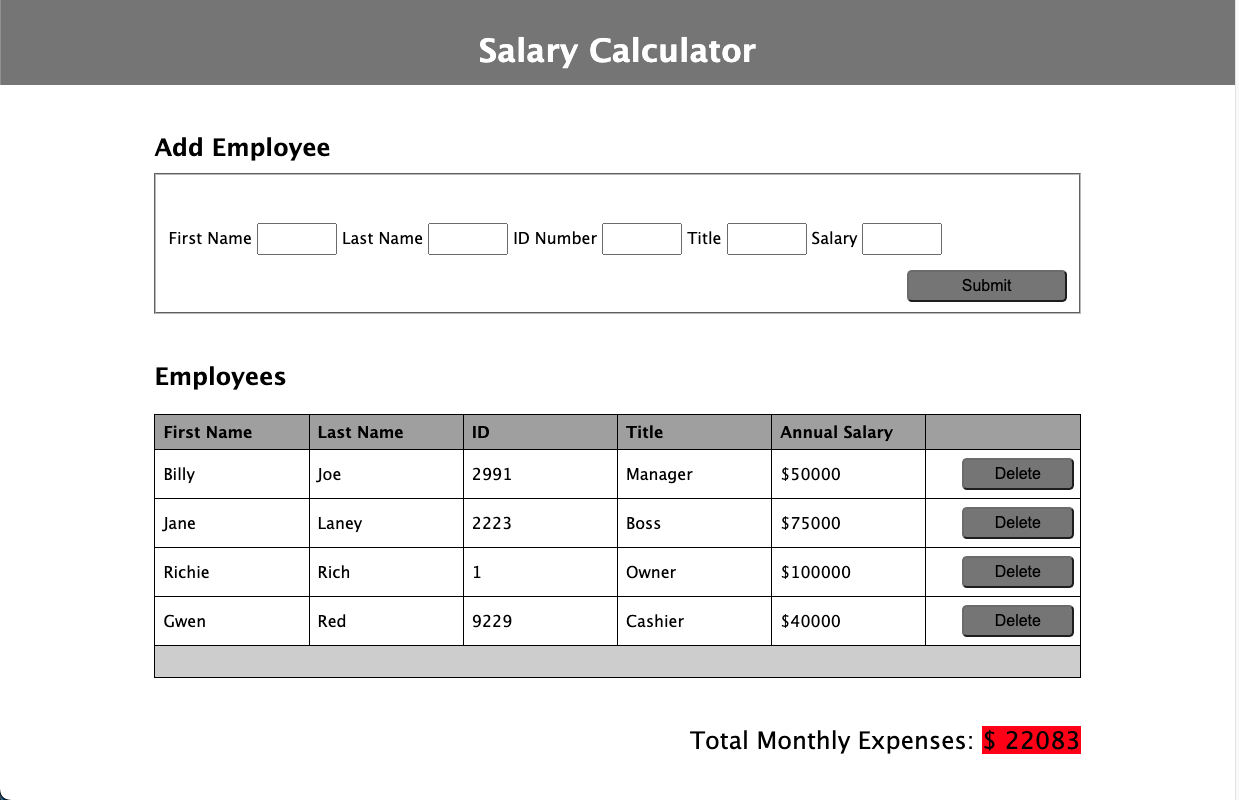 Salary Calculator
Add Employee
First Name Last Name ID Number Title Salary
Submit
Employees
First Name Last Name ID Title Annual Salary
Billy Joe 2991 Manager $50000 Delete
Jane Laney 2223 Boss $75000 Delete
Richie Rich 1 Owner $100000 Delete
Gwen Red 9229 Cashier $40000 Delete
Total Monthly Expenses: $ 22083